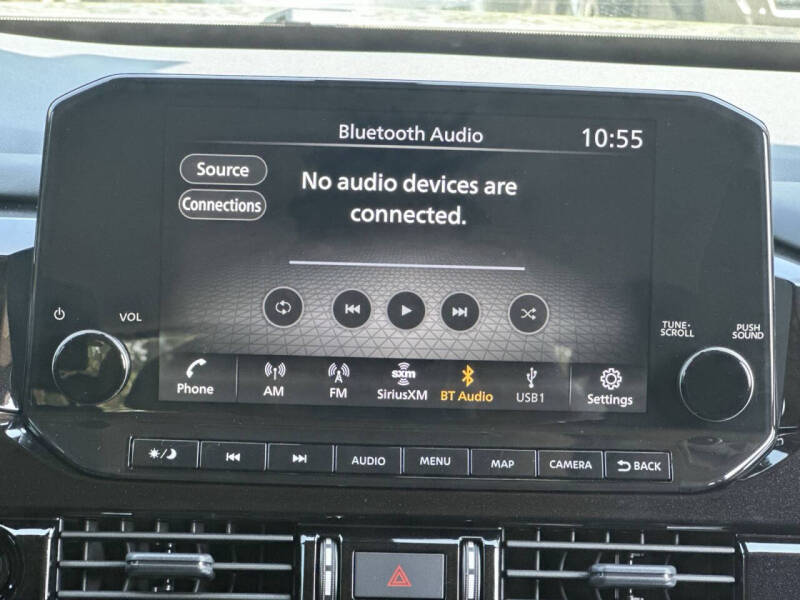 Bluetooth Audio
10:55
Source
No audio devices are
connected.
Connections
VOL
TUNE•
SCROLL
PUSH
SOUND
Phone
AM
FM
sxm
SiriusXM
BT Audio
USB1
Settings
AUDIO
MENU
MAP
CAMERA
BACK